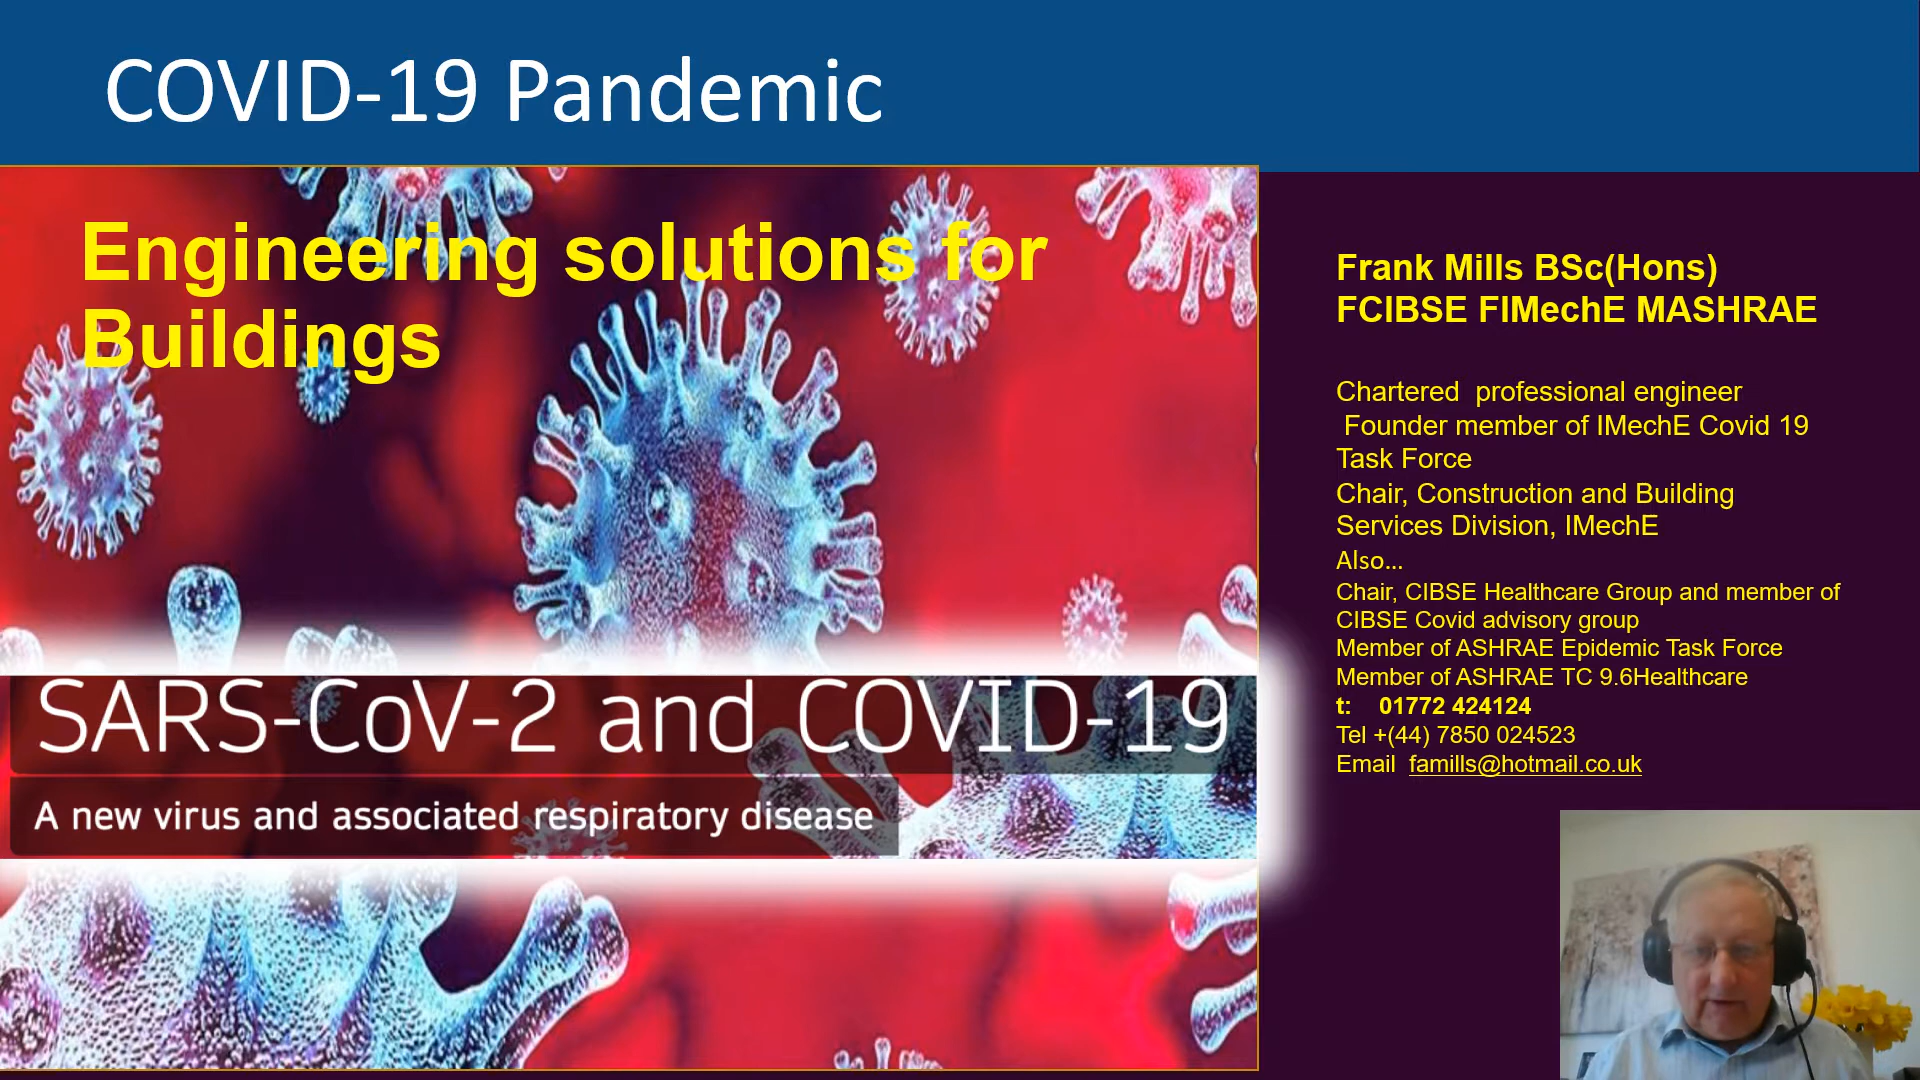 COVID-19 Pandemic
Engineering solutions for
Buildings
SARS-CoV-2 and COVID-19
A new virus and associated respiratory disease
Frank Mills BSc(Hons)
FCIBSE FIMechE MASHRAE
Chartered  professional engineer
Founder member of IMechE Covid 19
Task Force
Chair, Construction and Building
Services Division, IMechE
Also...
Chair, CIBSE Healthcare Group and member of
CIBSE Covid advisory group
Member of ASHRAE Epidemic Task Force
Member of ASHRAE TC 9.6Healthcare
t:    01772 424124
Tel +(44) 7850 024523
Email  famills@hotmail.co.uk